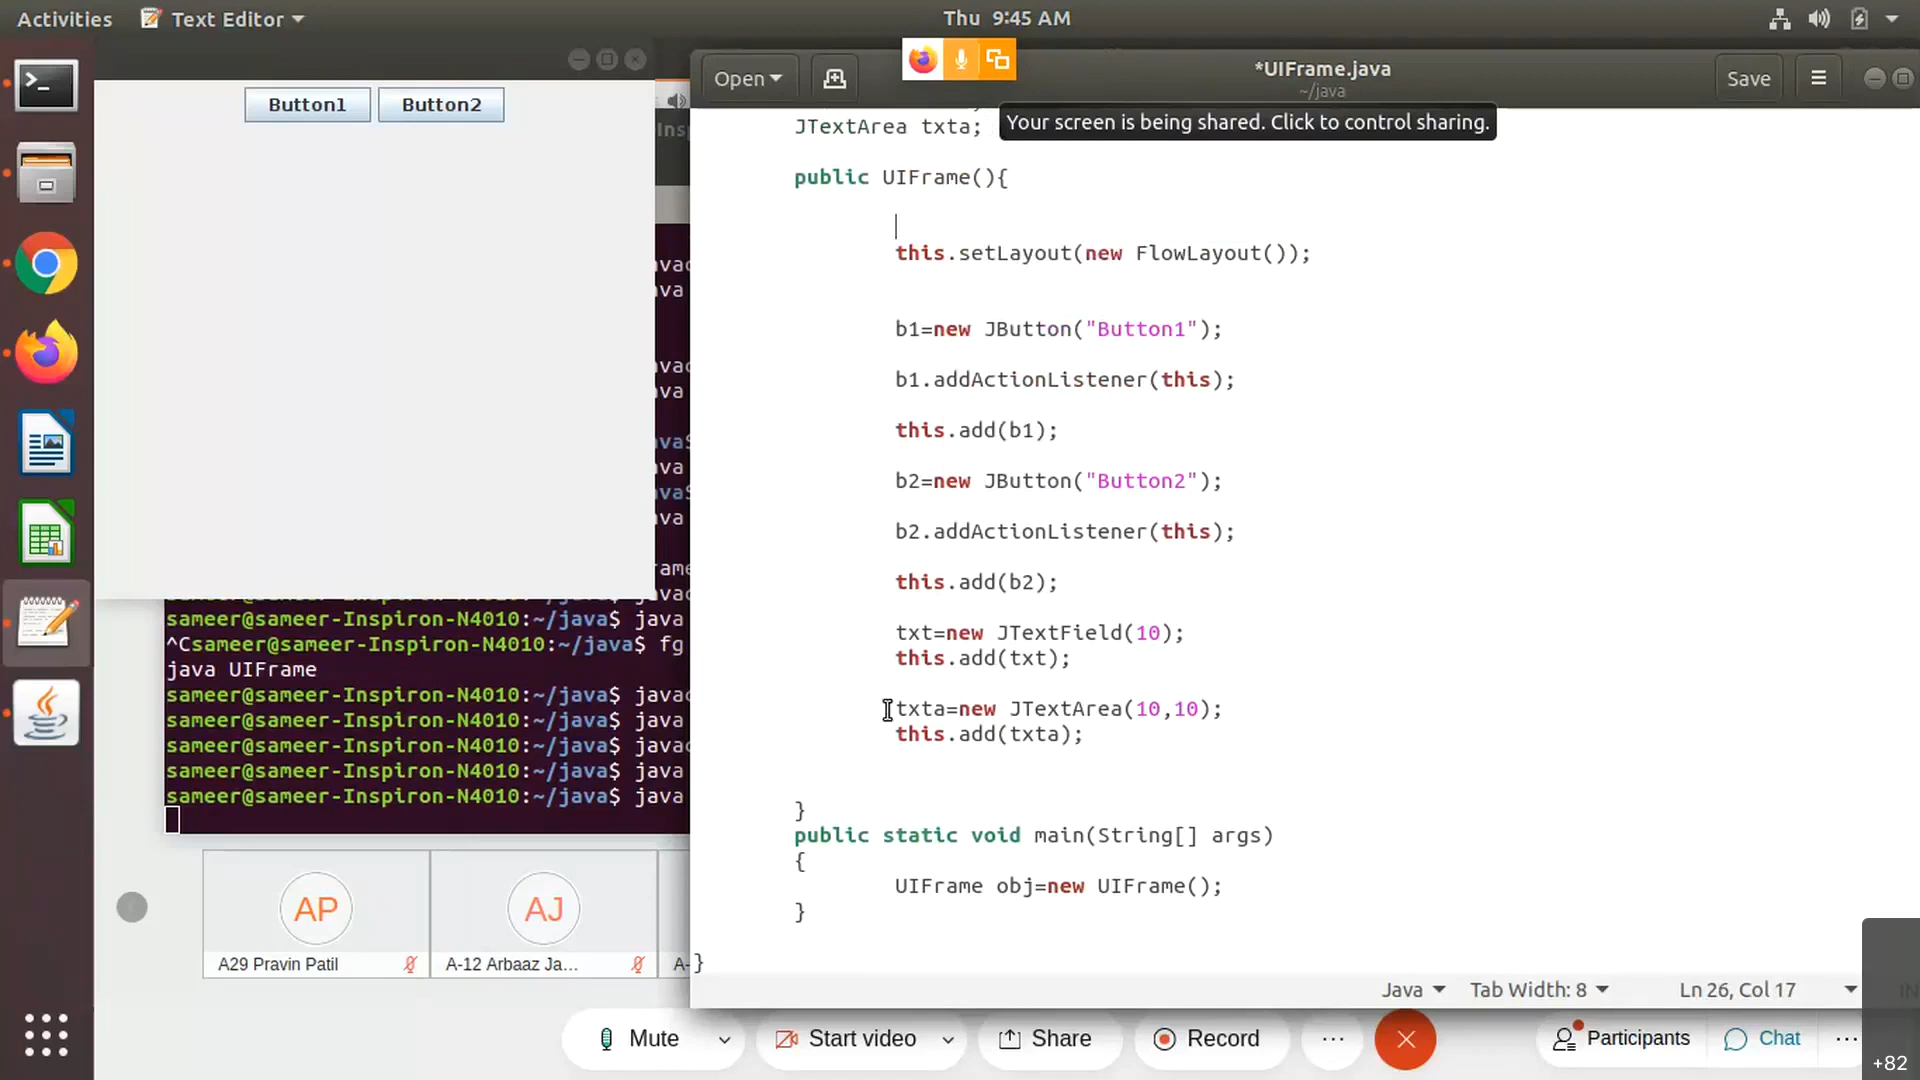 Activities
Text Editor
Thu 9:45 AM
Button1
Button2
Open
*UIFrame.java
~/java
Save
Your screen is being shared. Click to control sharing.
JTextArea txta;
public UIFrame(){
this.setLayout(new FlowLayout());
b1=new JButton("Button1");
b1.addActionListener(this);
this.add(b1);
b2=new JButton("Button2");
b2.addActionListener(this);
this.add(b2);
txt=new JTextField(10);
this.add(txt);
txta=new JTextArea(10,10);
this.add(txta);
}
public static void main(String[] args)
{
UIFrame obj=new UIFrame();
}
}
Java
Tab Width: 8
Ln 26, Col 17
sameer@sameer-Inspiron-N4010:~/java$ java
^Csameer@sameer-Inspiron-N4010:~/java$ fg
java UIFrame
sameer@sameer-Inspiron-N4010:~/java$ javac
sameer@sameer-Inspiron-N4010:~/java$ java
sameer@sameer-Inspiron-N4010:~/java$ javac
sameer@sameer-Inspiron-N4010:~/java$ java
sameer@sameer-Inspiron-N4010:~/java$ java
AP
AJ
A29 Pravin Patil
A-12 Arbaaz Ja...
A-
Mute
Start video
Share
Record
Participants
Chat
+82